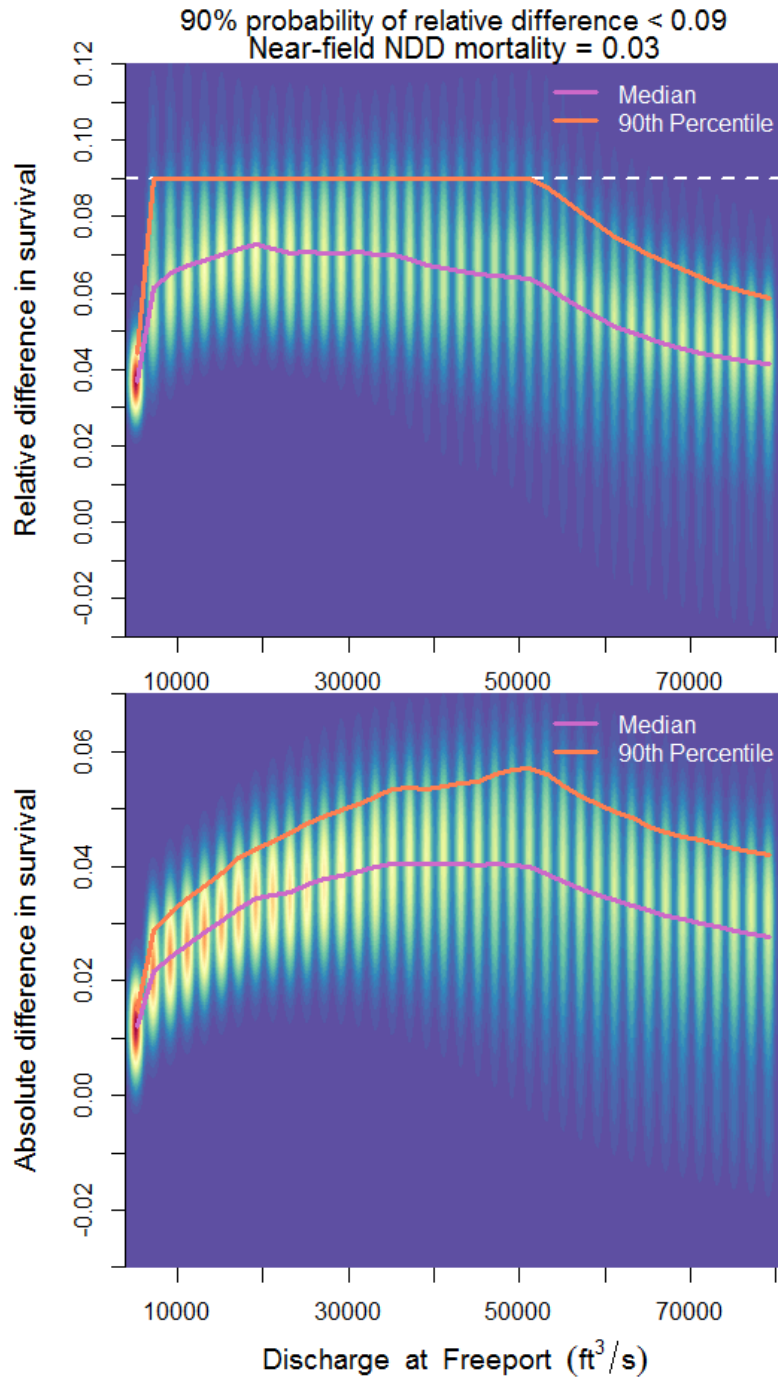 90% probability of relative difference < 0.09
Near-field NDD mortality = 0.03
Median
90th Percentile
Relative difference in survival
0.12
0.10
0.08
0.06
0.04
0.02
0.00
-0.02
10000 30000 50000 70000
Median
90th Percentile
Absolute difference in survival
0.06
0.04
0.02
0.00
-0.02
10000 30000 50000 70000
Discharge at Freeport (ft³/s)